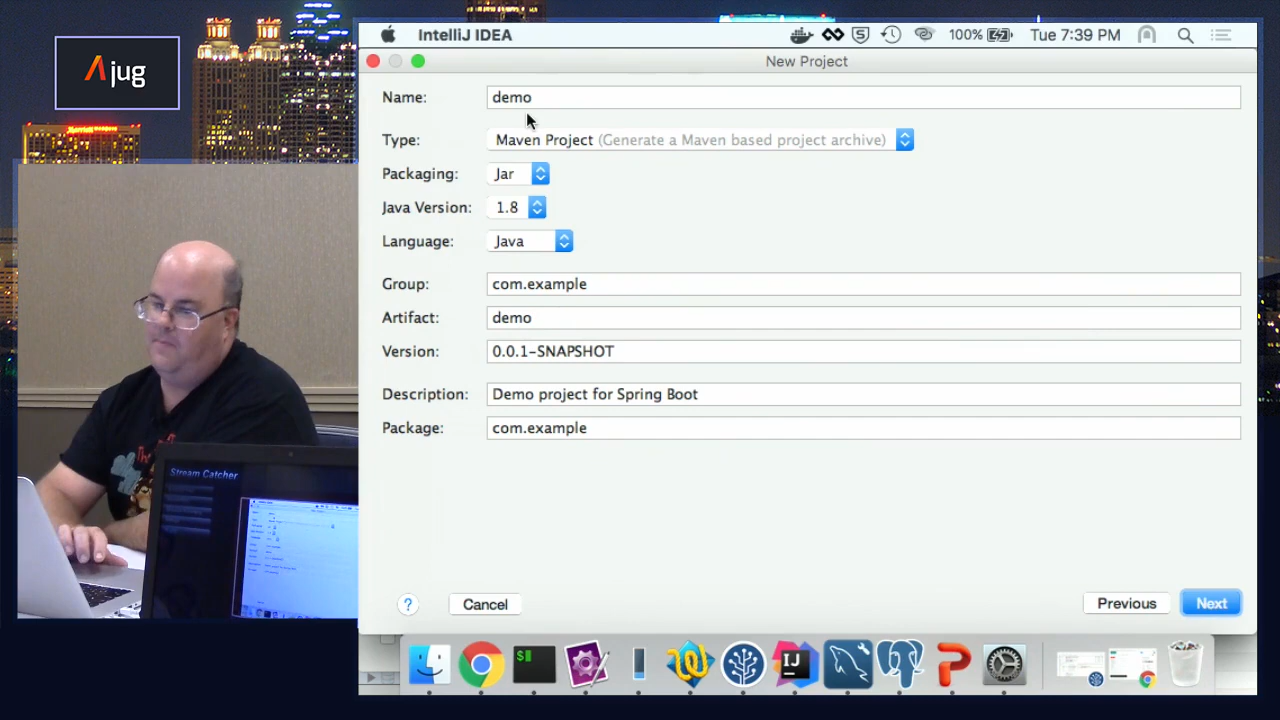 jug
IntelliJ IDEA
100%
Tue 7:39 PM
New Project
Name:
demo
Type:
Maven Project (Generate a Maven based project archive)
Packaging:
Jar
Java Version:
1.8
Language:
Java
Group:
com.example
Artifact:
demo
Version:
0.0.1-SNAPSHOT
Description:
Demo project for Spring Boot
Package:
com.example
Stream Catcher
?
Cancel
Previous
Next
$
IJ